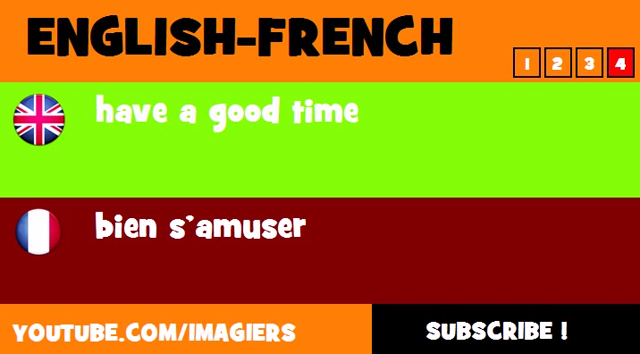 ENGLISH-FRENCH
1 2 3 4
have a good time
bien s'amuser
YOUTUBE.COM/IMAGIERS
SUBSCRIBE !